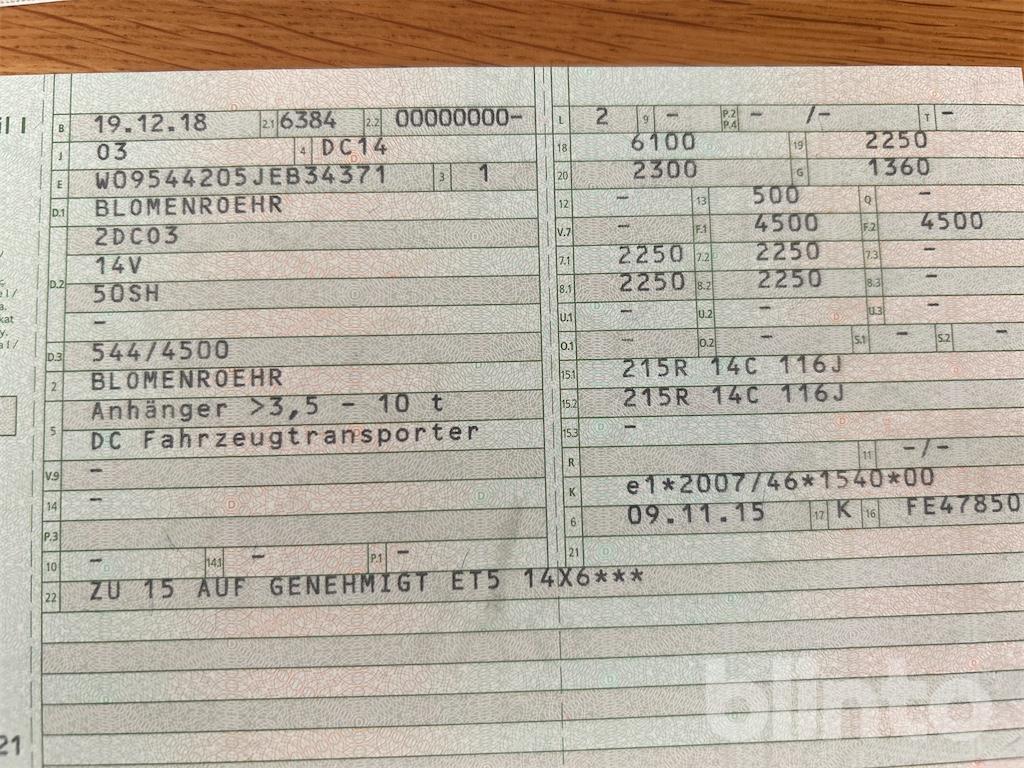 il I
B 19.12.18 2.1 6384 2.2 00000000-
J 03 4 DC14
E W09544205JEB34371 3 1
D.1 BLOMENROEHR
2DC03
D.2 14V
50SH
-
D.3 544/4500
2 BLOMENROEHR
5 Anhänger >3,5 - 10 t
DC Fahrzeugtransporter
V.9 -
14 -
P.3
10 - 14.1 - P.1 -
22 ZU 15 AUF GENEHMIGT ET5 14X6***
L 2 9 - P.2 P.4 - /- T -
18 6100 19 2250
20 2300 G 1360
12 - 13 500 Q -
V.7 - F.1 4500 F.2 4500
7.1 2250 7.2 2250 7.3 -
8.1 2250 8.2 2250 8.3 -
U.1 - U.2 - U.3 -
O.1 - O.2 - S.1 - S.2 -
15.1 215R 14C 116J
15.2 215R 14C 116J
15.3 -
R 11 -/-
K e1*2007/46*1540*00
6 09.11.15 17 K 16 FE47850
21
21
blinto